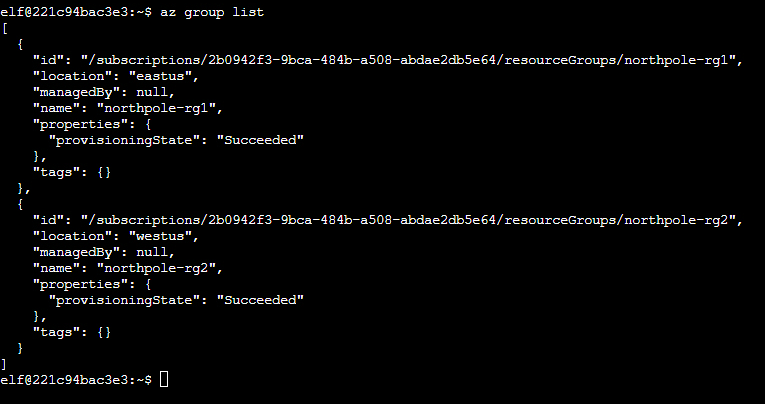 elf@221c94bac3e3:~$ az group list
[
  {
    "id": "/subscriptions/2b0942f3-9bca-484b-a508-abdae2db5e64/resourceGroups/northpole-rg1",
    "location": "eastus",
    "managedBy": null,
    "name": "northpole-rg1",
    "properties": {
      "provisioningState": "Succeeded"
    },
    "tags": {}
  },
  {
    "id": "/subscriptions/2b0942f3-9bca-484b-a508-abdae2db5e64/resourceGroups/northpole-rg2",
    "location": "westus",
    "managedBy": null,
    "name": "northpole-rg2",
    "properties": {
      "provisioningState": "Succeeded"
    },
    "tags": {}
  }
]
elf@221c94bac3e3:~$